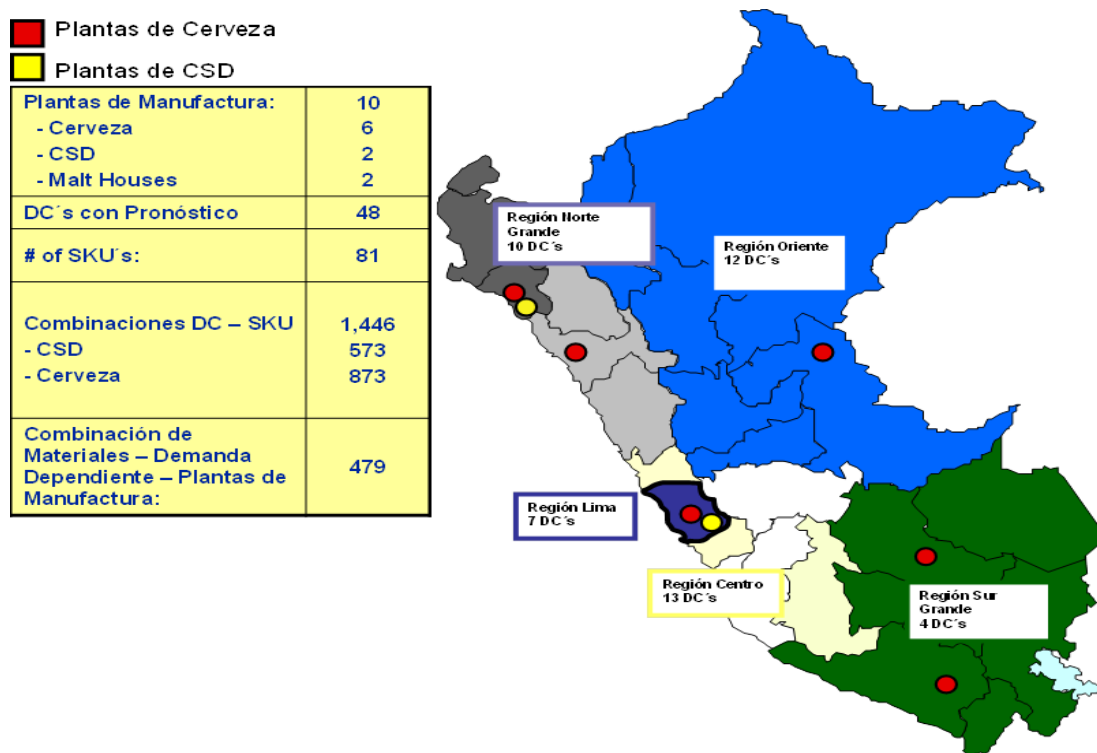 Plantas de Cerveza
Plantas de CSD
Plantas de Manufactura: 10
- Cerveza 6
- CSD 2
- Malt Houses 2
DC´s con Pronóstico 48
# of SKU´s: 81
Combinaciones DC – SKU 1,446
- CSD 573
- Cerveza 873
Combinación de
Materiales – Demanda
Dependiente – Plantas de
Manufactura: 479
Región Norte
Grande
10 DC´s
Región Oriente
12 DC´s
Región Lima
7 DC´s
Región Centro
13 DC´s
Región Sur
Grande
4 DC´s